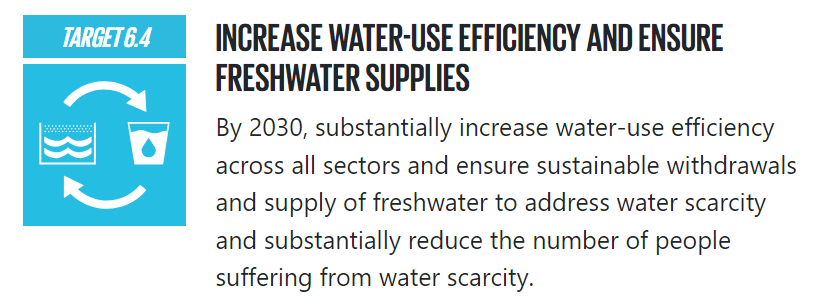 TARGET 6.4
INCREASE WATER-USE EFFICIENCY AND ENSURE
FRESHWATER SUPPLIES
By 2030, substantially increase water-use efficiency
across all sectors and ensure sustainable withdrawals
and supply of freshwater to address water scarcity
and substantially reduce the number of people
suffering from water scarcity.